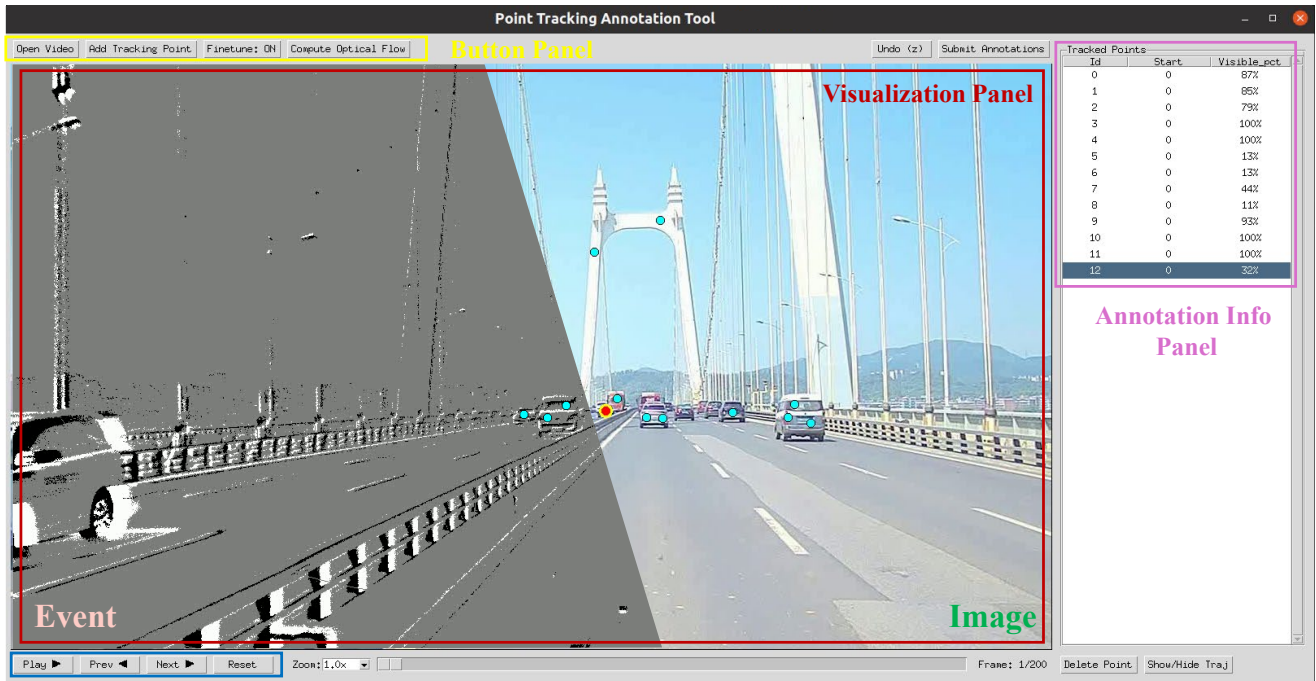 Point Tracking Annotation Tool
Open Video Add Tracking Point Finetune: ON Compute Optical Flow Button Panel Undo (z) Submit Annotations
Tracked Points
Id Start Visible_pct
0 0 87%
1 0 85%
2 0 79%
3 0 100%
4 0 100%
5 0 13%
6 0 13%
7 0 44%
8 0 11%
9 0 93%
10 0 100%
11 0 100%
12 0 32%
Visualization Panel
Annotation Info
Panel
Event
Image
Play Prev Next Reset Zoom: 1.0x Frame: 1/200 Delete Point Show/Hide Traj